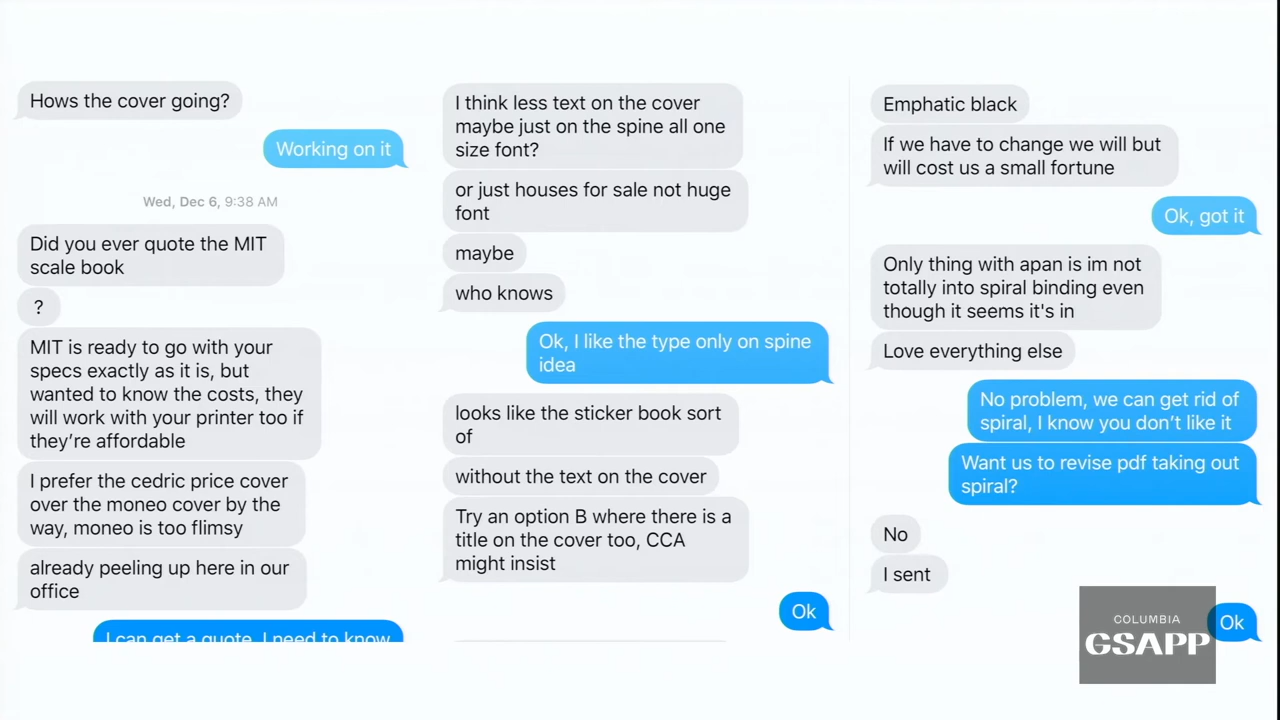 Hows the cover going?
Working on it
Wed, Dec 6, 9:38 AM
Did you ever quote the MIT
scale book
?
MIT is ready to go with your
specs exactly as it is, but
wanted to know the costs, they
will work with your printer too if
they're affordable
I prefer the cedric price cover
over the moneo cover by the
way, moneo is too flimsy
already peeling up here in our
office
I can get a quote, I need to know
I think less text on the cover
maybe just on the spine all one
size font?
or just houses for sale not huge
font
maybe
who knows
Ok, I like the type only on spine
idea
looks like the sticker book sort
of
without the text on the cover
Try an option B where there is a
title on the cover too, CCA
might insist
Ok
Emphatic black
If we have to change we will but
will cost us a small fortune
Ok, got it
Only thing with apan is im not
totally into spiral binding even
though it seems it's in
Love everything else
No problem, we can get rid of
spiral, I know you don't like it
Want us to revise pdf taking out
spiral?
No
I sent
Ok
COLUMBIA
GSAPP